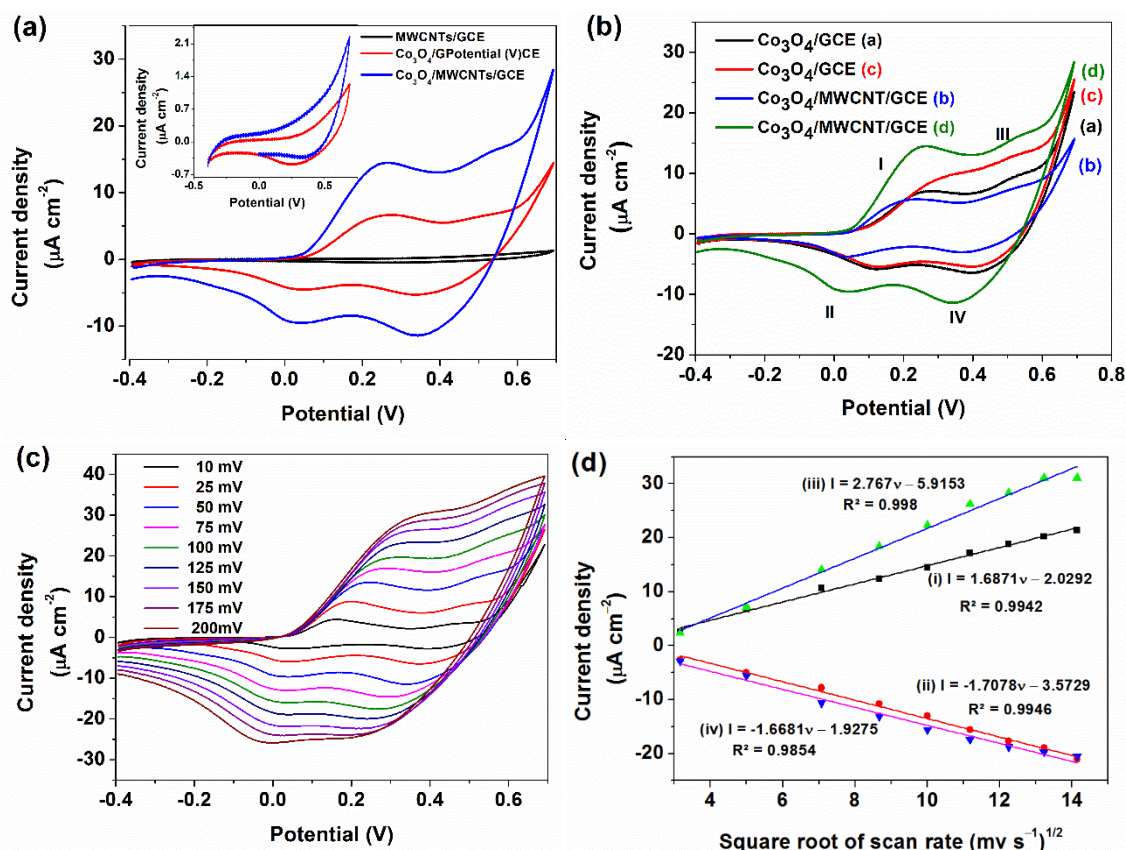 (a)
MWCNTs/GCE
Co₃O₄/GPotential (V)CE
Co₃O₄/MWCNTs/GCE
2.1
1.4
0.7
0.0
-0.7
-0.5
0.0
0.5
Current density
(μA cm⁻²)
Potential (V)
30
20
10
0
-10
-0.4
-0.2
0.0
0.2
0.4
0.6
Current density
(μA cm⁻²)
Potential (V)
(b)
Co₃O₄/GCE (a)
Co₃O₄/GCE (c)
Co₃O₄/MWCNT/GCE (b)
Co₃O₄/MWCNT/GCE (d)
(d)
(c)
(a)
(b)
I
III
II
IV
40
30
20
10
0
-10
-20
-0.4
-0.2
0.0
0.2
0.4
0.6
0.8
Current density
(μA cm⁻²)
Potential (V)
(c)
10 mV
25 mV
50 mV
75 mV
100 mV
125 mV
150 mV
175 mV
200mV
40
30
20
10
0
-10
-20
-30
-0.4
-0.2
0.0
0.2
0.4
0.6
Current density
(μA cm⁻²)
Potential (V)
(d)
(iii) I = 2.767ν – 5.9153
R² = 0.998
(i) I = 1.6871ν – 2.0292
R² = 0.9942
(ii) I = -1.7078ν – 3.5729
R² = 0.9946
(iv) I = -1.6681ν – 1.9275
R² = 0.9854
30
20
10
0
-10
-20
4
6
8
10
12
14
Current density
(μA cm⁻²)
Square root of scan rate (mv s⁻¹)¹/²